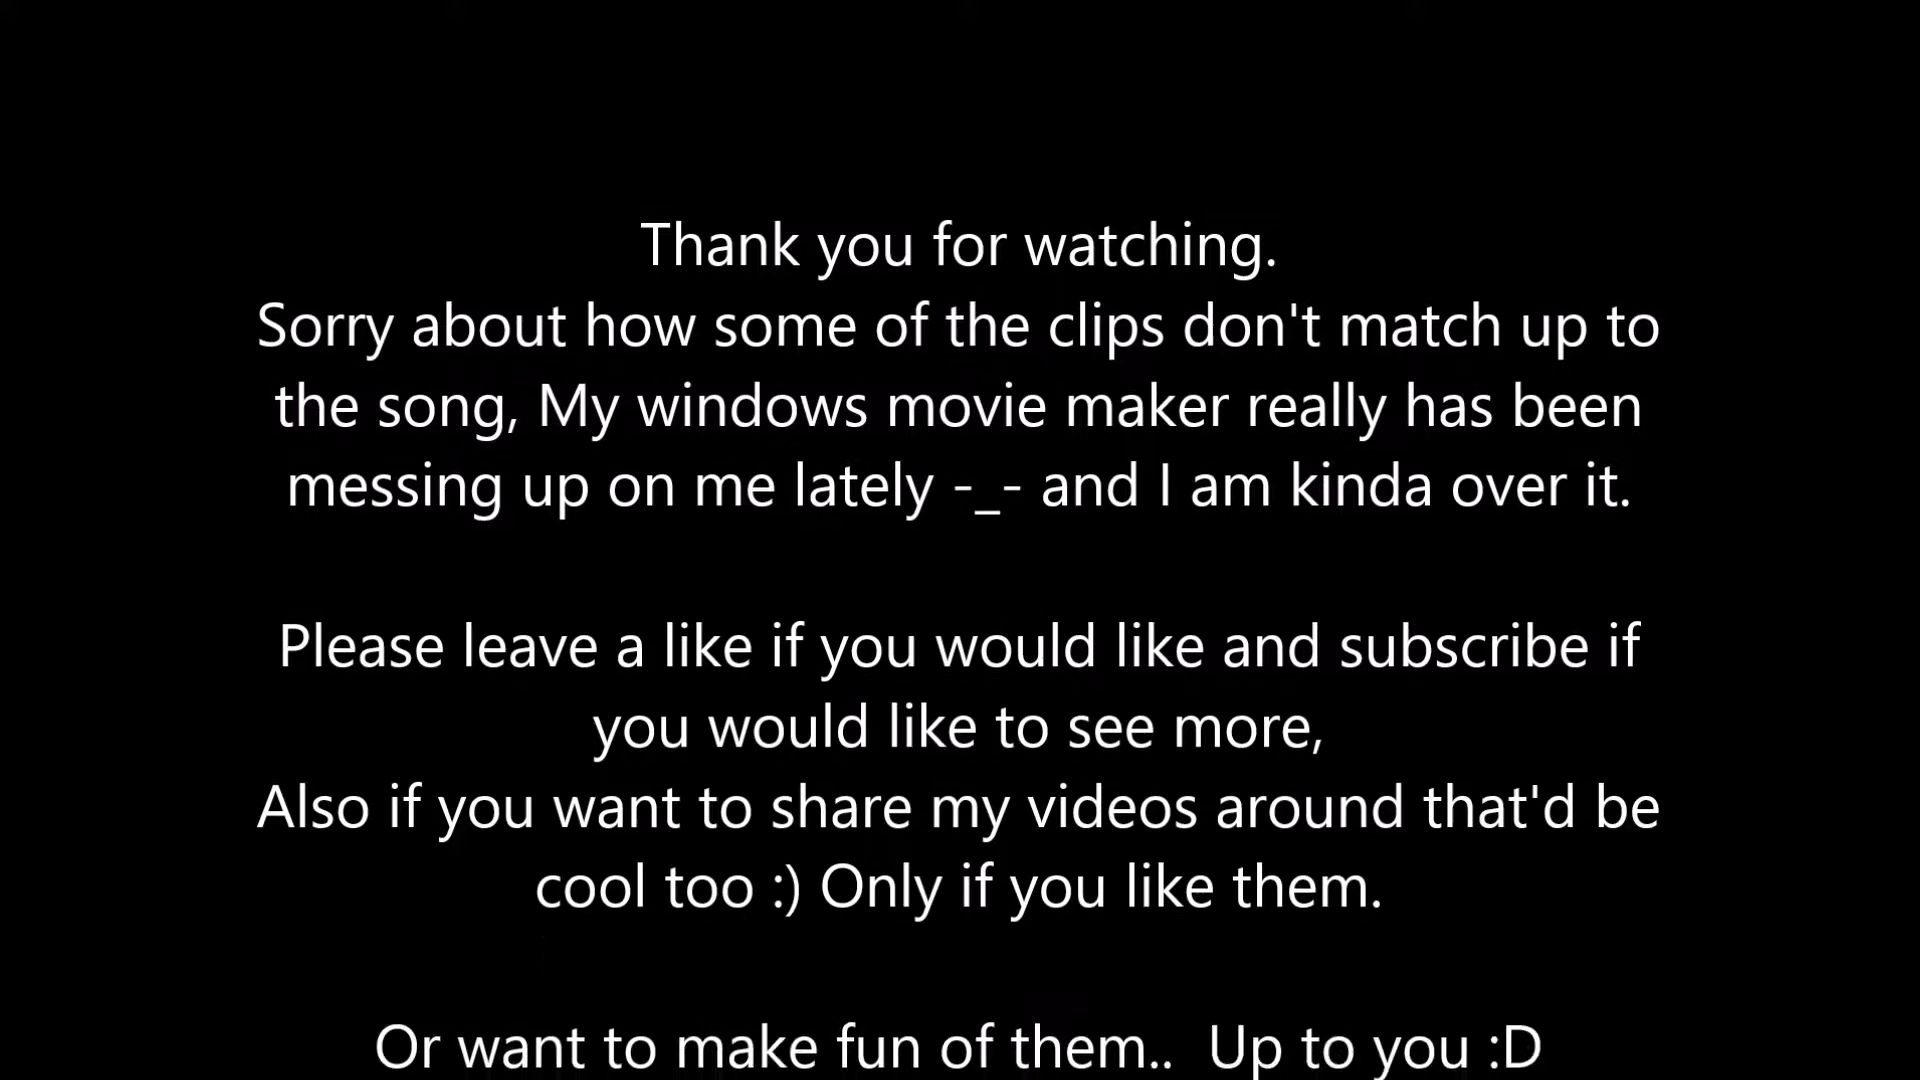 Thank you for watching.
Sorry about how some of the clips don't match up to
the song, My windows movie maker really has been
messing up on me lately -_- and I am kinda over it.
Please leave a like if you would like and subscribe if
you would like to see more,
Also if you want to share my videos around that'd be
cool too :) Only if you like them.
Or want to make fun of them..  Up to you :D